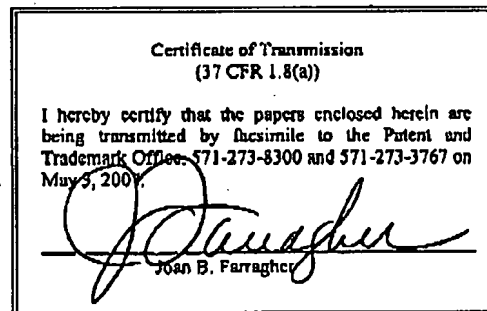 Certificate of Transmission
(37 CFR 1.8(a))
I hereby certify that the papers enclosed herein are
being transmitted by facsimile to the Patent and
Trademark Office: 571-273-8300 and 571-273-3767 on
May
Joan B. Farragher